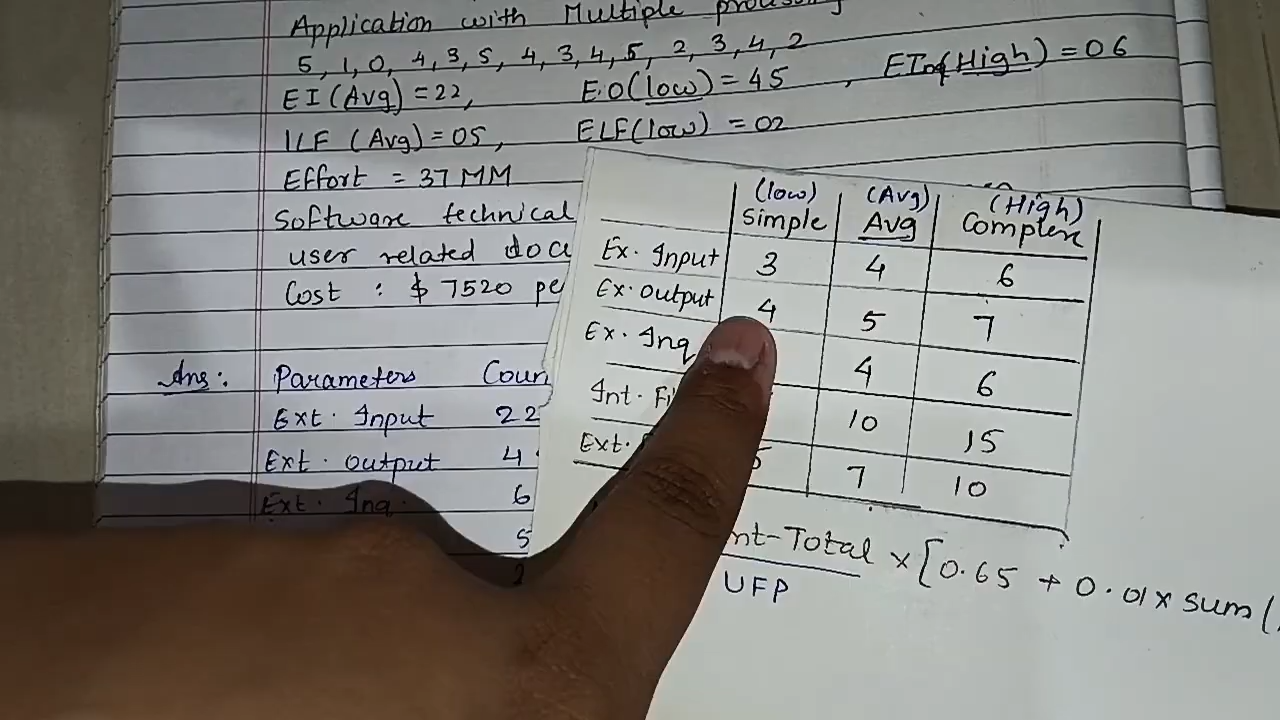 Application with Multiple
5, 1, 0, 4, 3, 5, 4, 3, 4, 5, 2, 3, 4, 2
EI (Avg) = 22, EO (low) = 45 , EInq (High) = 06
ILF (Avg) = 05, ELF (low) = 02
Effort = 37 MM
Software technical
user related
Cost : $ 7520
(low) (Avg) (High)
Simple Avg Complex
Ex. Input 3 4 6
Ex. Output 4 5 7
Ex. Inq 4 6
Int. 10 15
Ext. 5 7 10
Total × [0.65 + 0.01 × Sum (
UFP
Ans : Parameters
Ext. Input 22
Ext. output 4
Ext. Inq. 6
5
2